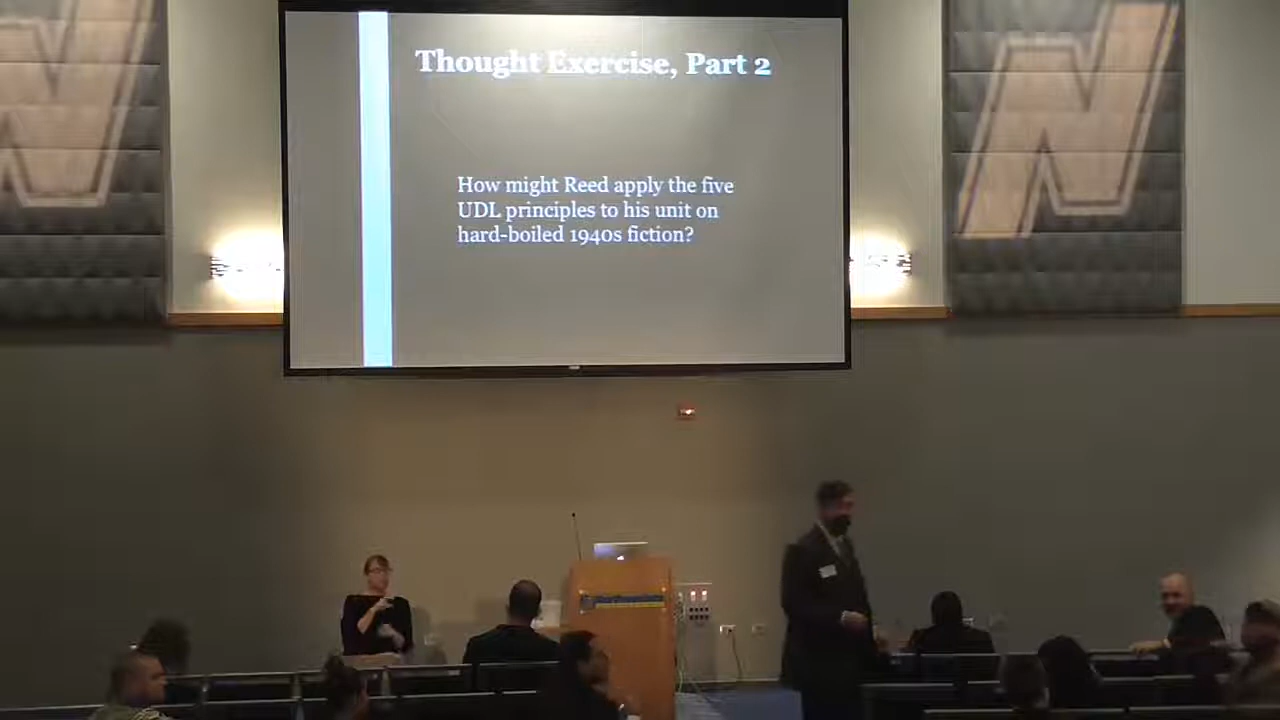 Thought Exercise, Part 2
How might Reed apply the five
UDL principles to his unit on
hard-boiled 1940s fiction?
N